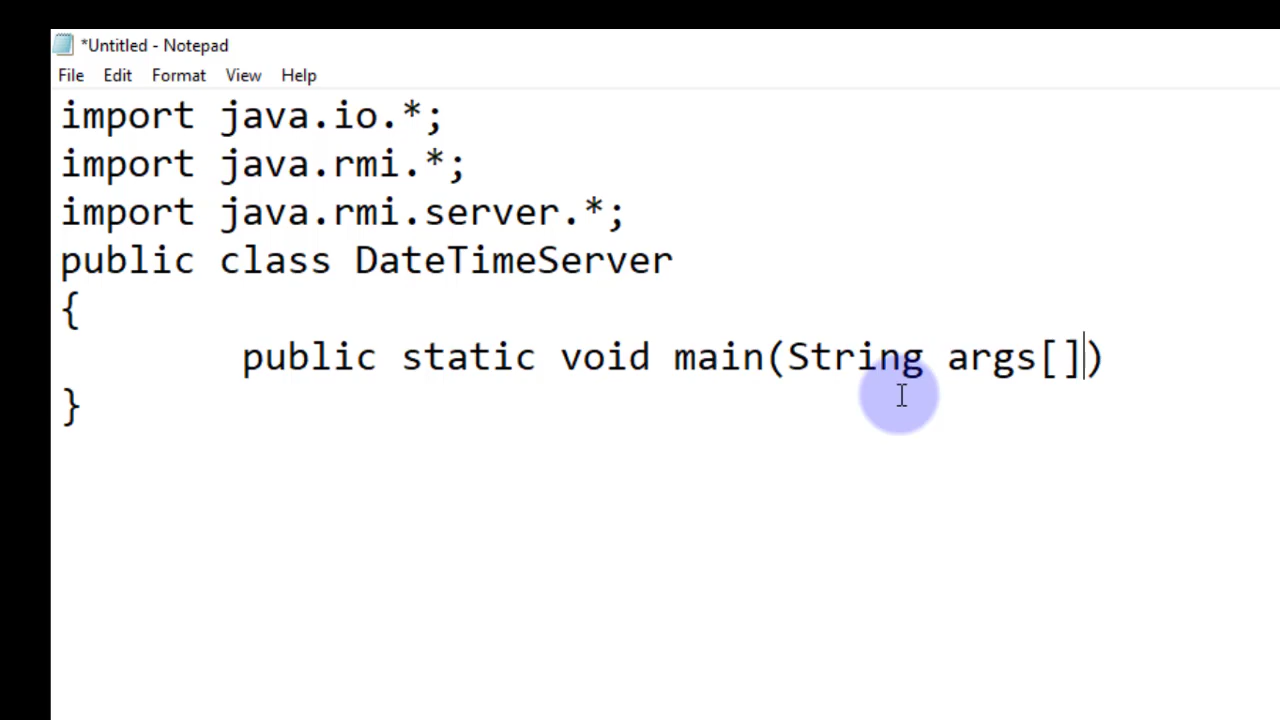 *Untitled - Notepad
File Edit Format View Help
import java.io.*;
import java.rmi.*;
import java.rmi.server.*;
public class DateTimeServer
{
public static void main(String args[])
}